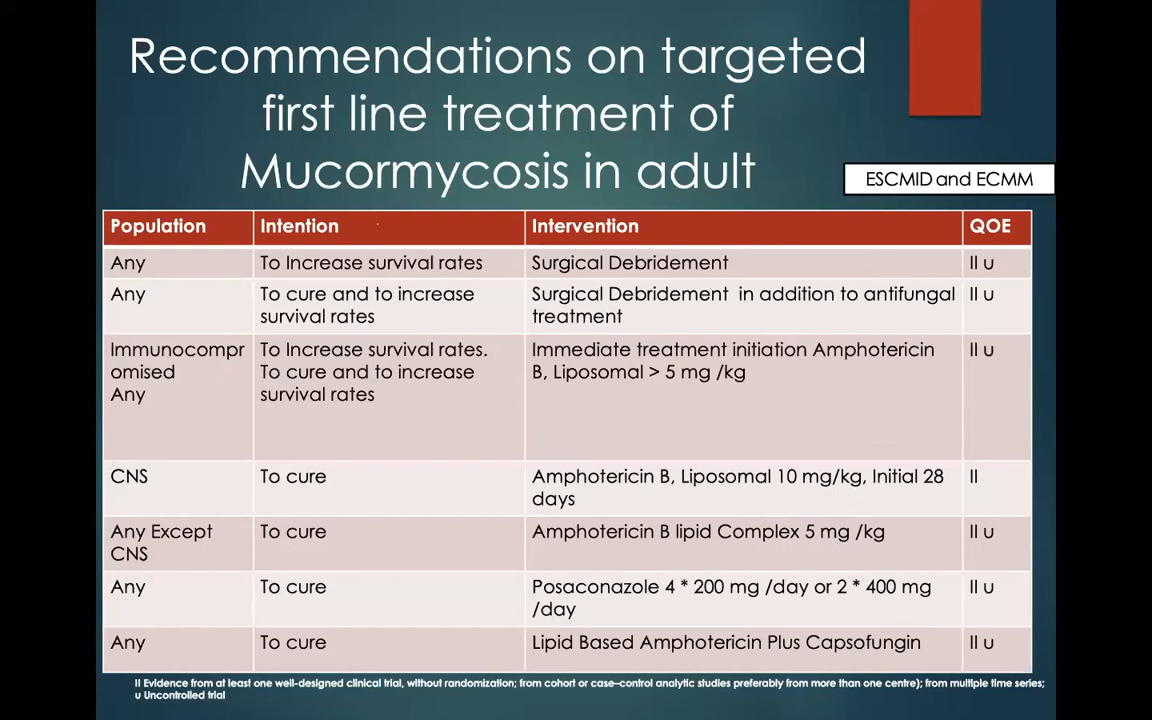 Recommendations on targeted
first line treatment of
Mucormycosis in adult
ESCMID and ECMM
Population Intention Intervention QOE
Any To Increase survival rates Surgical Debridement II u
Any To cure and to increase Surgical Debridement in addition to antifungal II u
survival rates treatment
Immunocompr To Increase survival rates. Immediate treatment initiation Amphotericin II u
omised To cure and to increase B, Liposomal > 5 mg /kg
Any survival rates
CNS To cure Amphotericin B, Liposomal 10 mg/kg, Initial 28 II
days
Any Except To cure Amphotericin B lipid Complex 5 mg /kg II u
CNS
Any To cure Posaconazole 4 * 200 mg /day or 2 * 400 mg II u
/day
Any To cure Lipid Based Amphotericin Plus Capsofungin II u
II Evidence from at least one well-designed clinical trial, without randomization; from cohort or case–control analytic studies preferably from more than one centre); from multiple time series;
u Uncontrolled trial